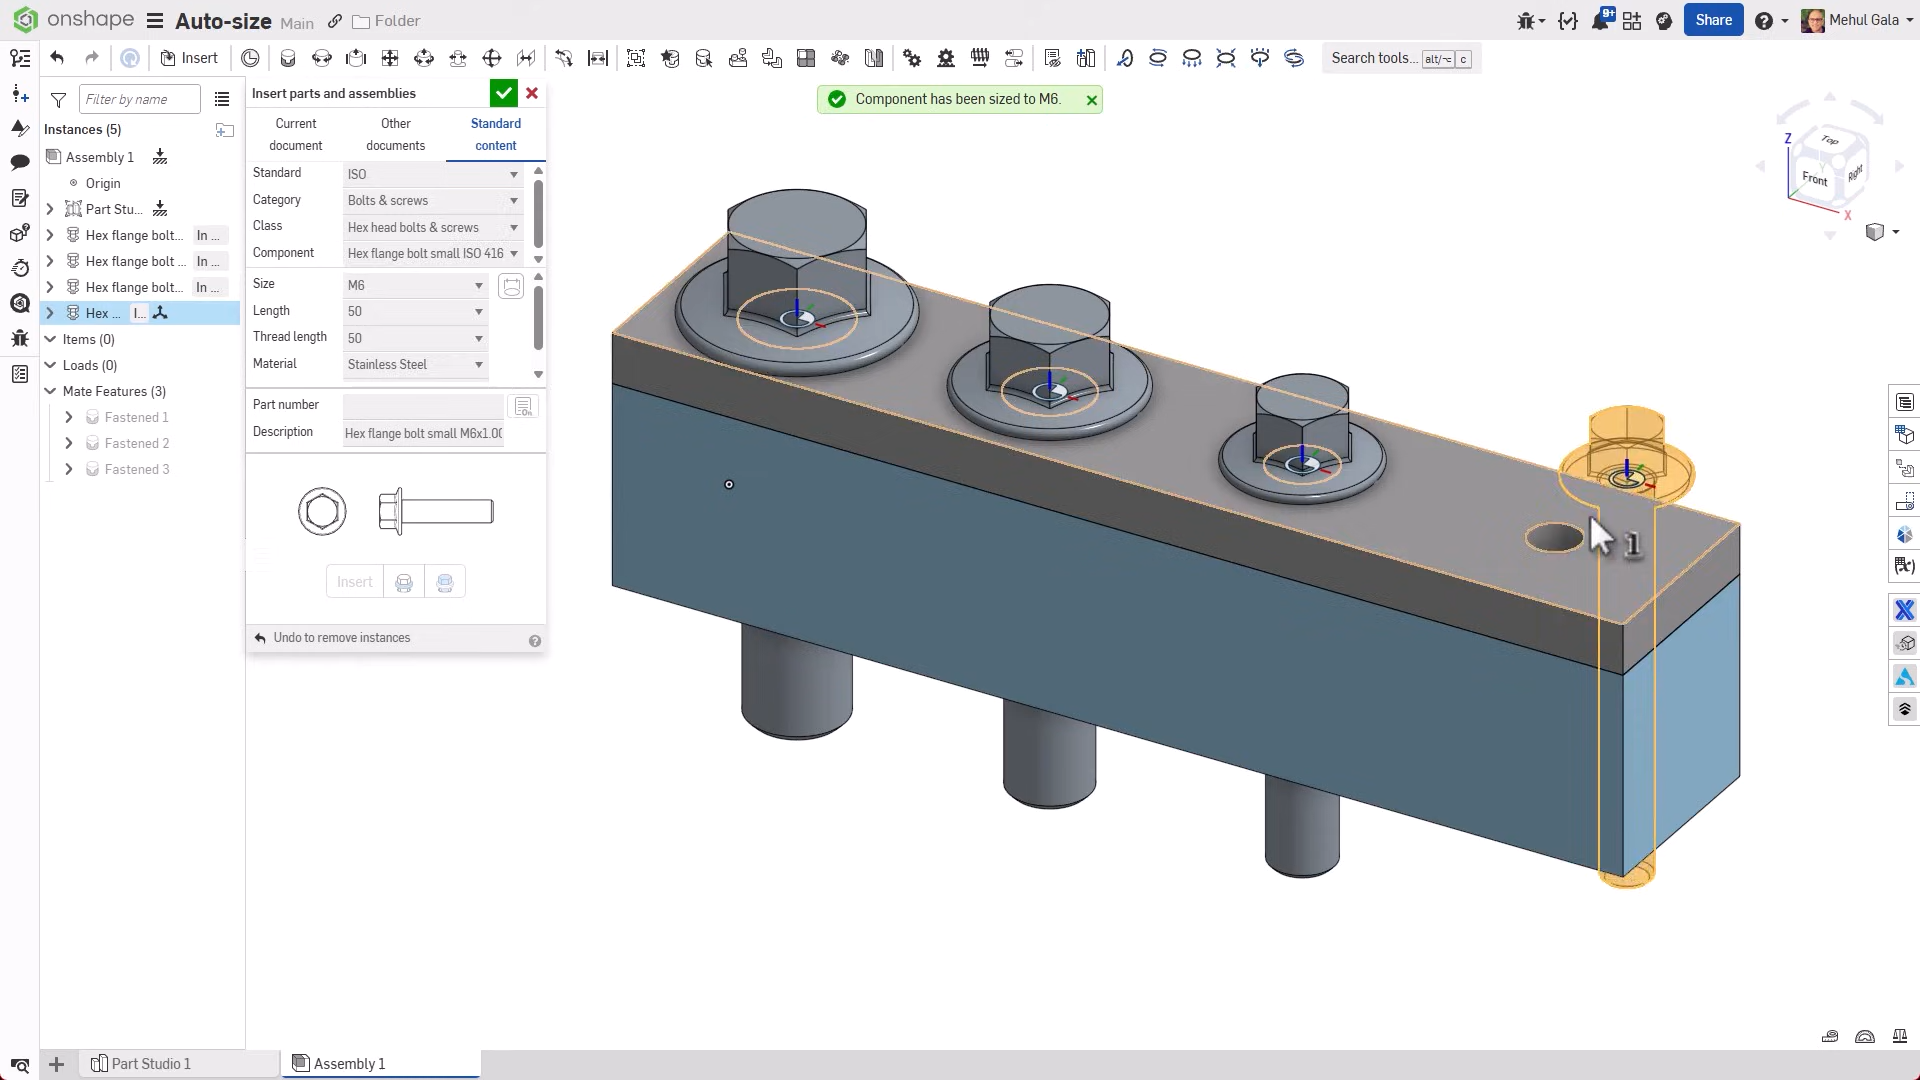 onshape Auto-size Main Folder 9+ Share Mehul Gala
Insert Search tools... alt/⌥ c
Filter by name
Instances (5)
Assembly 1
Origin
Part Stu...
Hex flange bolt... In ...
Hex flange bolt ... In ...
Hex flange bolt... In ...
Hex ... I...
Items (0)
Loads (0)
Mate Features (3)
Fastened 1
Fastened 2
Fastened 3
Insert parts and assemblies
Current document
Other documents
Standard content
Standard ISO
Category Bolts & screws
Class Hex head bolts & screws
Component Hex flange bolt small ISO 416
Size M6
Length 50
Thread length 50
Material Stainless Steel
Part number
Description Hex flange bolt small M6x1.00
Insert
Undo to remove instances
Component has been sized to M6.
1
Z
Top
Front
Right
X
Part Studio 1
Assembly 1